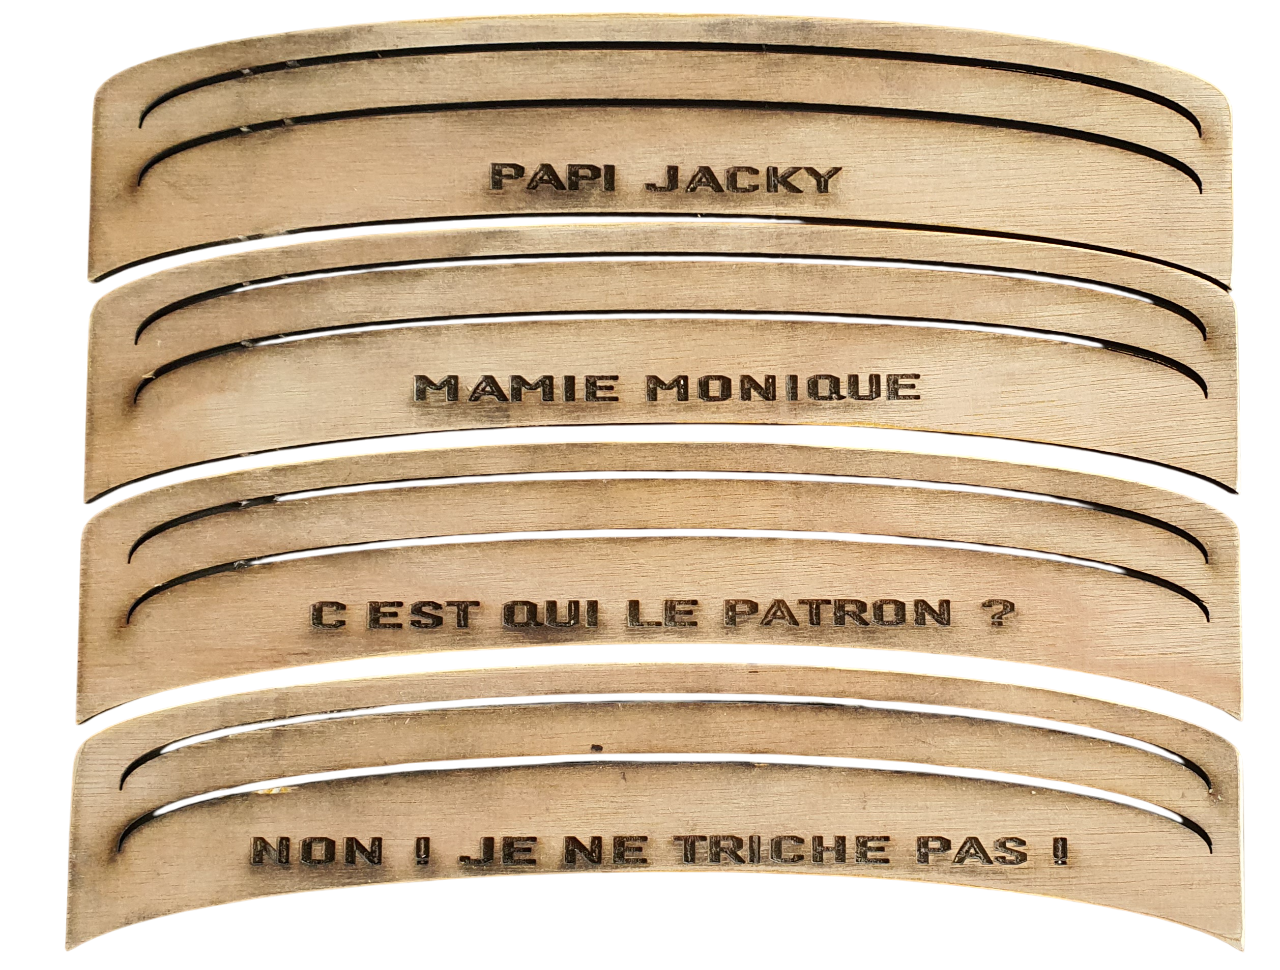 PAPI JACKY
MAMIE MONIQUE
C EST QUI LE PATRON ?
NON ! JE NE TRICHE PAS !